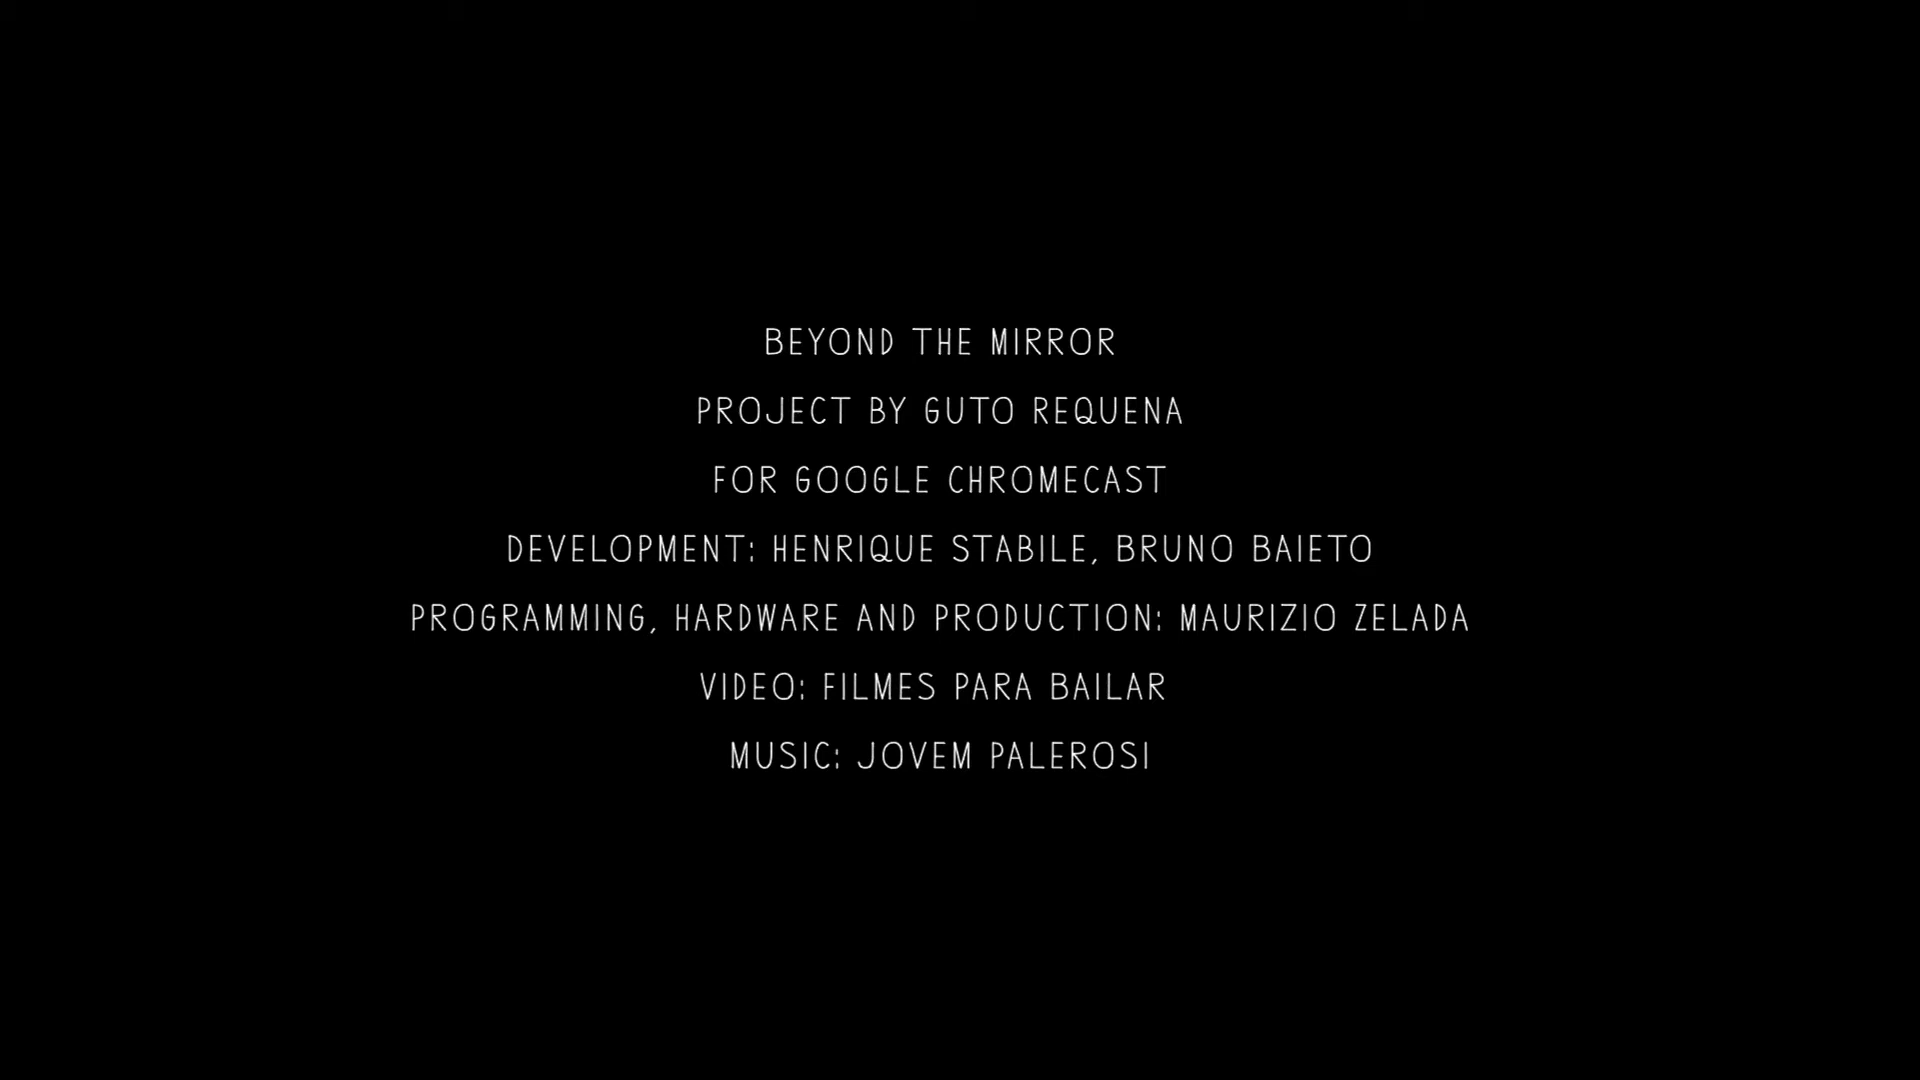 BEYOND THE MIRROR
PROJECT BY GUTO REQUENA
FOR GOOGLE CHROMECAST
DEVELOPMENT: HENRIQUE STABILE, BRUNO BAIETO
PROGRAMMING, HARDWARE AND PRODUCTION: MAURIZIO ZELADA
VIDEO: FILMES PARA BAILAR
MUSIC: JOVEM PALEROSI